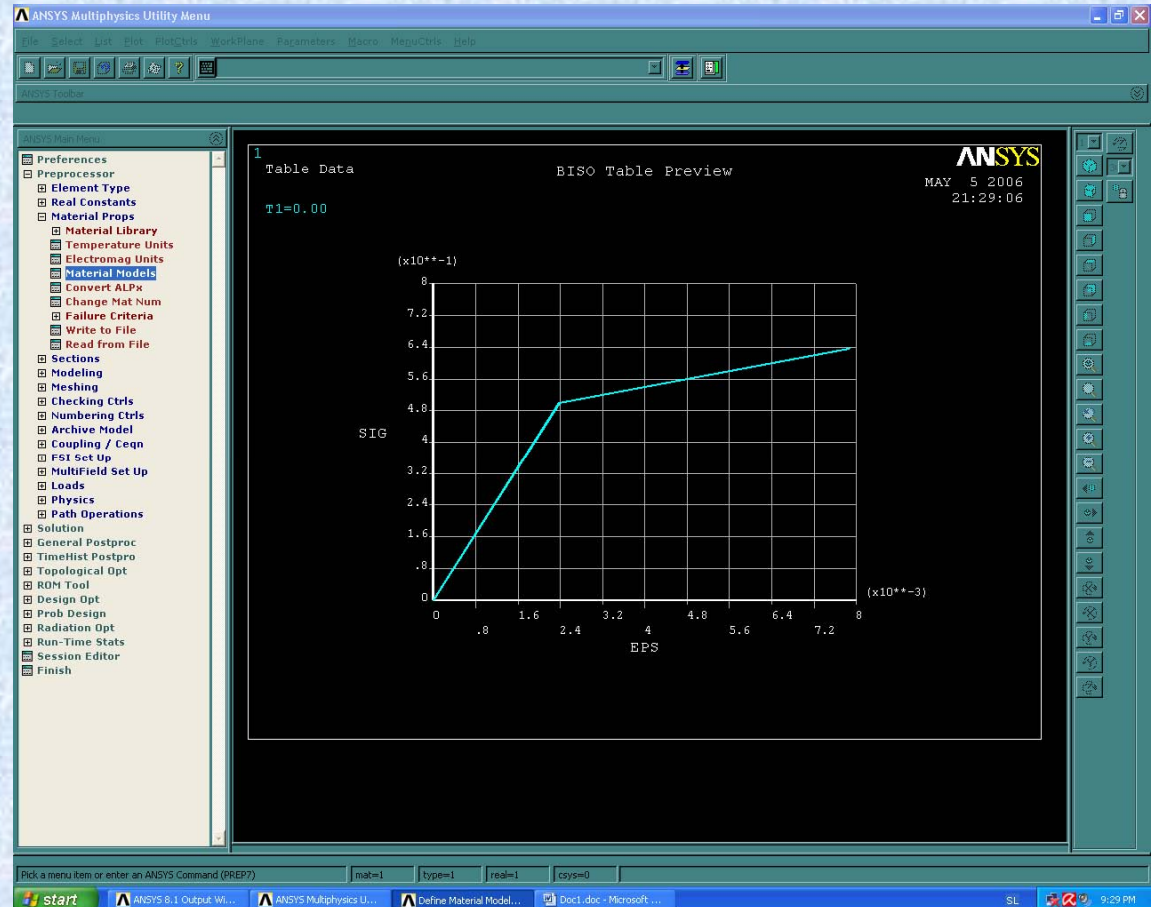 ANSYS Multiphysics Utility Menu
File Select List Plot PlotCtrls WorkPlane Parameters Macro MenuCtrls Help
ANSYS Toolbar
ANSYS Main Menu
Preferences
Preprocessor
Element Type
Real Constants
Material Props
Material Library
Temperature Units
Electromag Units
Material Models
Convert ALPx
Change Mat Num
Failure Criteria
Write to File
Read from File
Sections
Modeling
Meshing
Checking Ctrls
Numbering Ctrls
Archive Model
Coupling / Ceqn
FSI Set Up
MultiField Set Up
Loads
Physics
Path Operations
Solution
General Postproc
TimeHist Postpro
Topological Opt
ROM Tool
Design Opt
Prob Design
Radiation Opt
Run-Time Stats
Session Editor
Finish
1
Table Data
BISO Table Preview
ANSYS
MAY 5 2006
21:29:06
T1=0.00
(x10**-1)
8
7.2
6.4
5.6
4.8
SIG
4
3.2
2.4
1.6
.8
0
(x10**-3)
0 1.6 3.2 4.8 6.4 8
.8 2.4 4 5.6 7.2
EPS
Pick a menu item or enter an ANSYS Command (PREP7) mat=1 type=1 real=1 csys=0
start ANSYS 8.1 Output Wi... ANSYS Multiphysics U... Define Material Model... Doc1.doc - Microsoft ... SL 9:29 PM